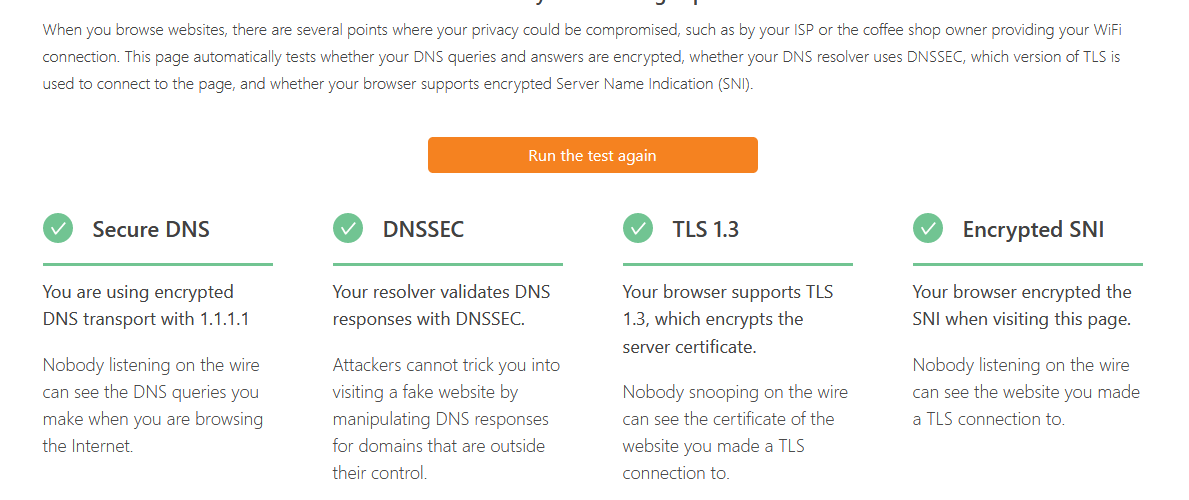 When you browse websites, there are several points where your privacy could be compromised, such as by your ISP or the coffee shop owner providing your WiFi
connection. This page automatically tests whether your DNS queries and answers are encrypted, whether your DNS resolver uses DNSSEC, which version of TLS is
used to connect to the page, and whether your browser supports encrypted Server Name Indication (SNI).
Run the test again
Secure DNS
You are using encrypted
DNS transport with 1.1.1.1
Nobody listening on the wire
can see the DNS queries you
make when you are browsing
the Internet.
DNSSEC
Your resolver validates DNS
responses with DNSSEC.
Attackers cannot trick you into
visiting a fake website by
manipulating DNS responses
for domains that are outside
their control.
TLS 1.3
Your browser supports TLS
1.3, which encrypts the
server certificate.
Nobody snooping on the wire
can see the certificate of the
website you made a TLS
connection to.
Encrypted SNI
Your browser encrypted the
SNI when visiting this page.
Nobody listening on the wire
can see the website you made
a TLS connection to.